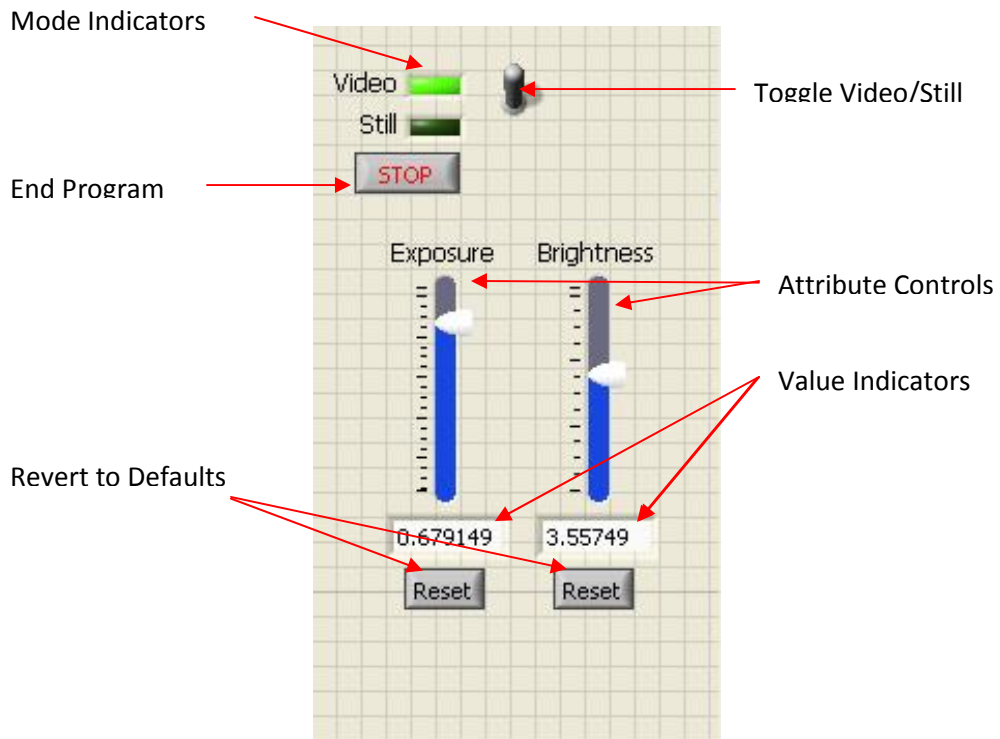 Mode Indicators
Video
Toggle Video/Still
Still
STOP
End Program
Exposure
Brightness
Attribute Controls
Value Indicators
Revert to Defaults
0.679149
3.55749
Reset
Reset